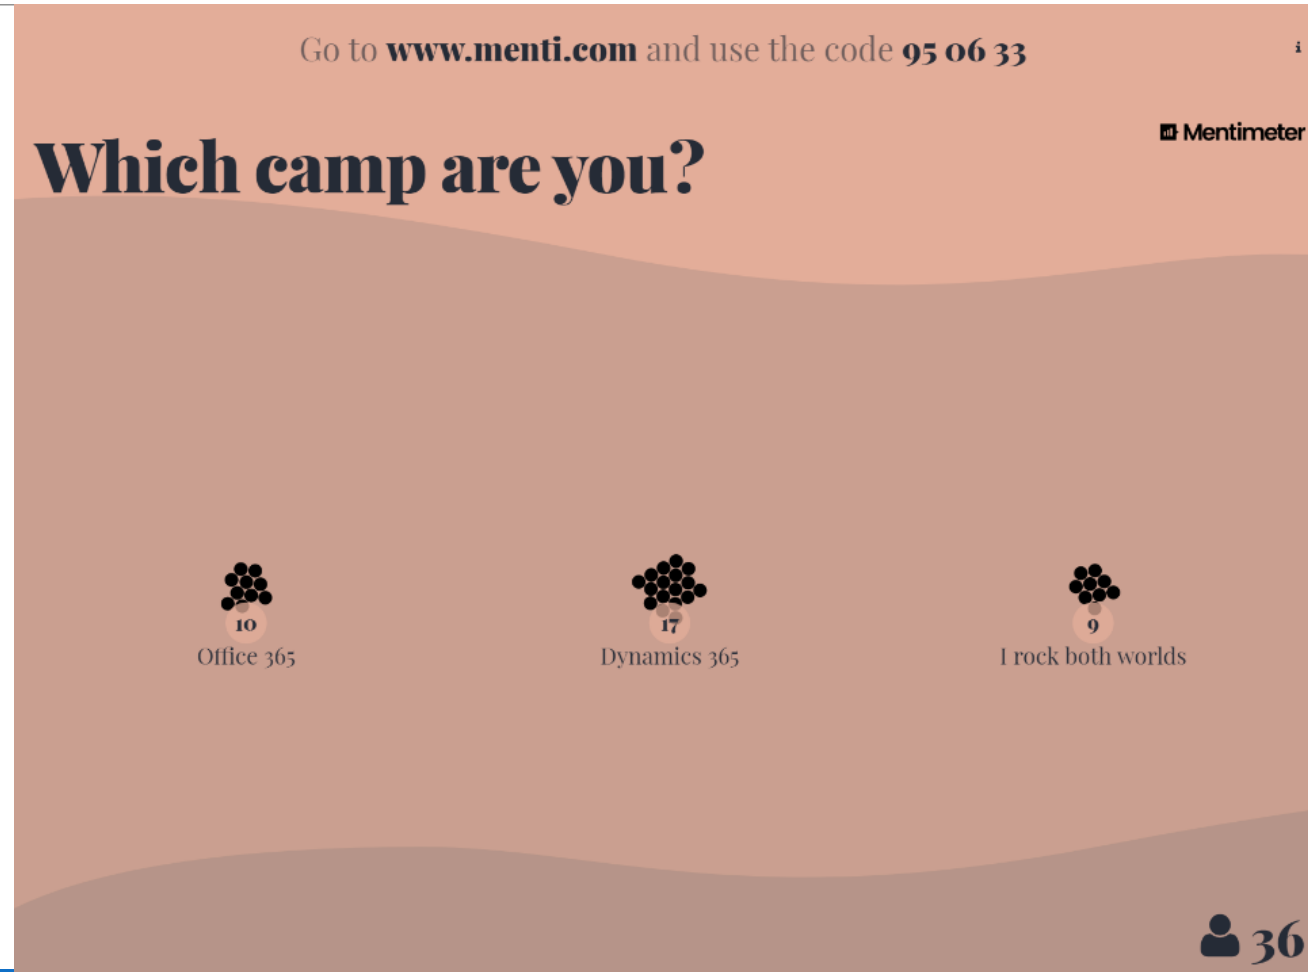 Go to www.menti.com and use the code 95 06 33
i
Mentimeter
Which camp are you?
10
17
9
Office 365
Dynamics 365
I rock both worlds
36